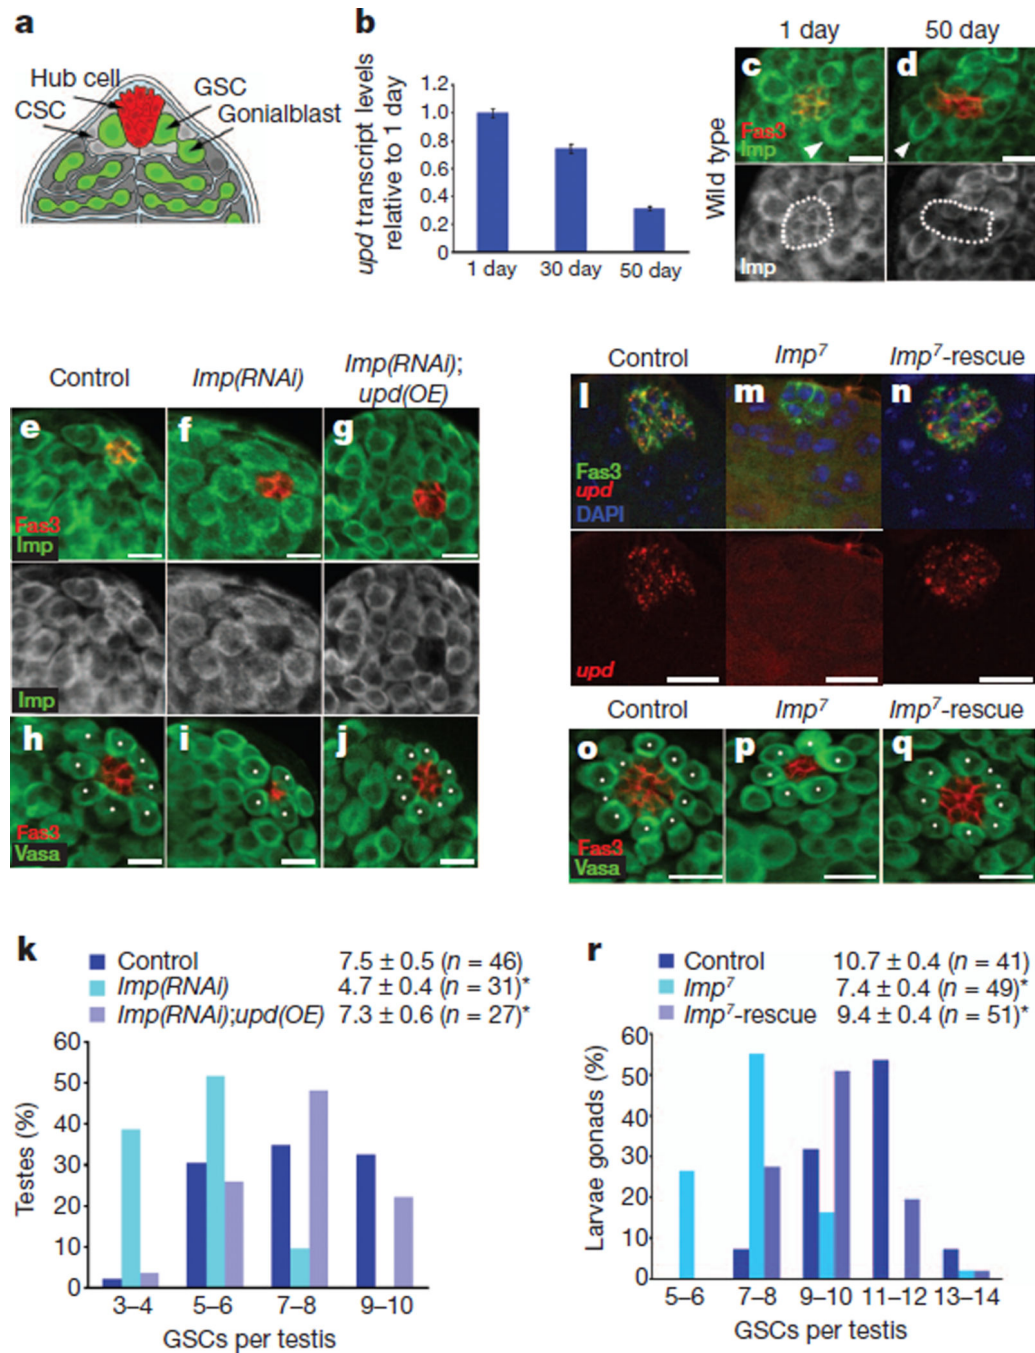 a
Hub cell
CSC
GSC
Gonialblast
b
upd transcript levels
relative to 1 day
1.2
1.0
0.8
0.6
0.4
0.2
0
1 day
30 day
50 day
1 day
50 day
Wild type
c
d
Fas3
Imp
Imp
Control
Imp(RNAi)
Imp(RNAi);
upd(OE)
e
f
g
Fas3
Imp
Imp
h
i
j
Fas3
Vasa
Control
Imp7
Imp7-rescue
l
m
n
Fas3
upd
DAPI
upd
Control
Imp7
Imp7-rescue
o
p
q
Fas3
Vasa
k
Control 7.5 ± 0.5 (n = 46)
Imp(RNAi) 4.7 ± 0.4 (n = 31)*
Imp(RNAi);upd(OE) 7.3 ± 0.6 (n = 27)*
Testes (%)
60
50
40
30
20
10
0
3–4
5–6
7–8
9–10
GSCs per testis
r
Control 10.7 ± 0.4 (n = 41)
Imp7 7.4 ± 0.4 (n = 49)*
Imp7-rescue 9.4 ± 0.4 (n = 51)*
Larvae gonads (%)
60
50
40
30
20
10
0
5–6
7–8
9–10
11–12
13–14
GSCs per testis